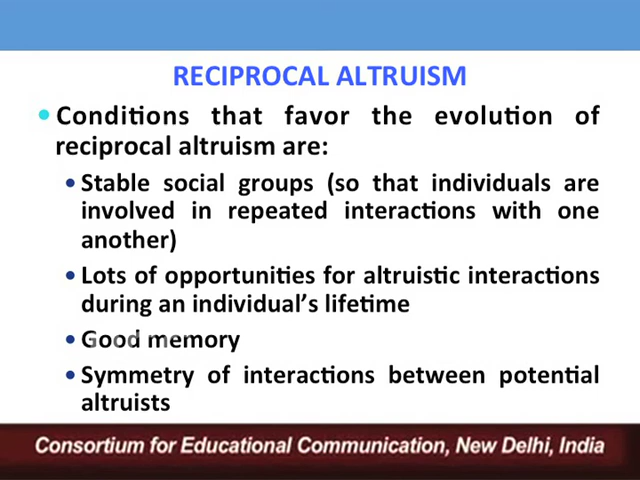 RECIPROCAL ALTRUISM
• Conditions that favor the evolution of
reciprocal altruism are:
• Stable social groups (so that individuals are
involved in repeated interactions with one
another)
• Lots of opportunities for altruistic interactions
during an individual's lifetime
• Good memory
• Symmetry of interactions between potential
altruists
Consortium for Educational Communication, New Delhi, India